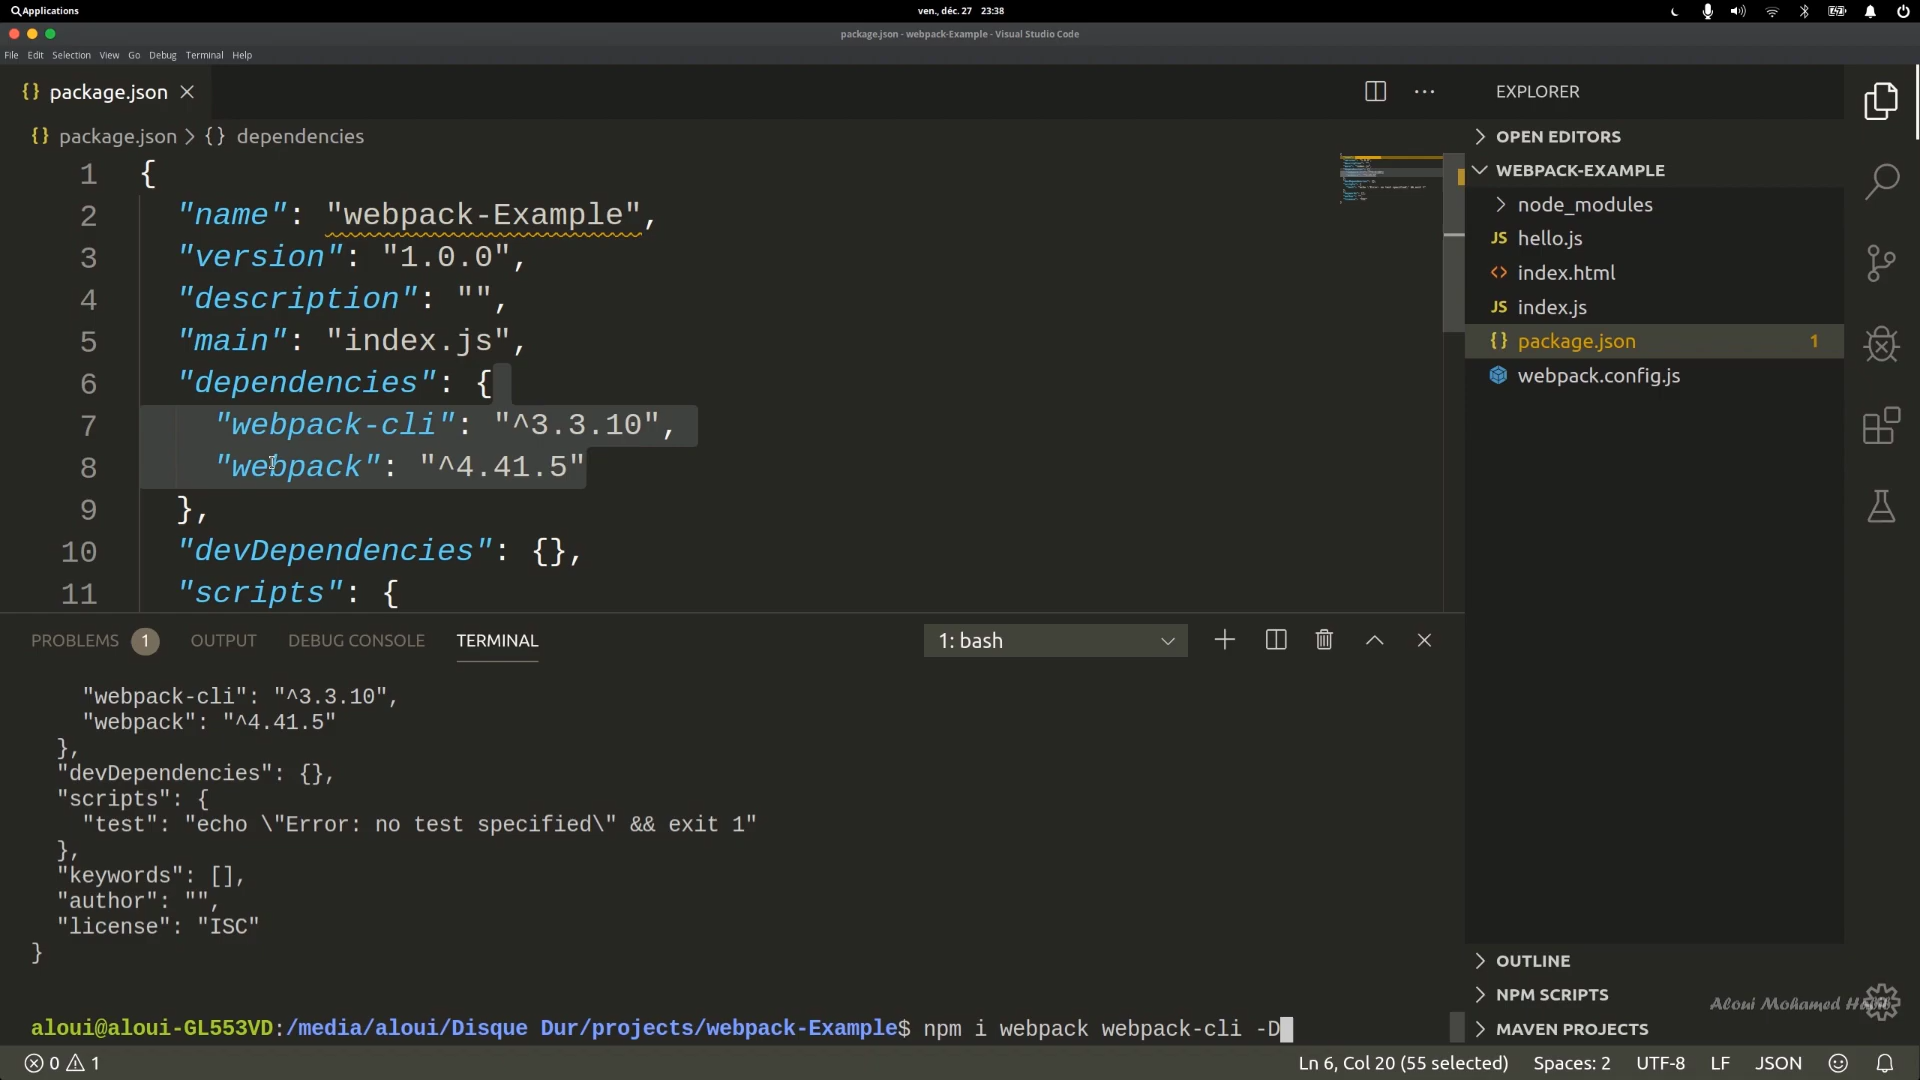 Applications
ven., déc. 27 23:38
package.json - webpack-Example - Visual Studio Code
File Edit Selection View Go Debug Terminal Help
{} package.json
{} package.json > {} dependencies
1 {
2 "name": "webpack-Example",
3 "version": "1.0.0",
4 "description": "",
5 "main": "index.js",
6 "dependencies": {
7 "webpack-cli": "^3.3.10",
8 "webpack": "^4.41.5"
9 },
10 "devDependencies": {},
11 "scripts": {
EXPLORER
OPEN EDITORS
WEBPACK-EXAMPLE
node_modules
JS hello.js
<> index.html
JS index.js
{} package.json 1
webpack.config.js
PROBLEMS 1 OUTPUT DEBUG CONSOLE TERMINAL 1: bash
"webpack-cli": "^3.3.10",
"webpack": "^4.41.5"
},
"devDependencies": {},
"scripts": {
"test": "echo \"Error: no test specified\" && exit 1"
},
"keywords": [],
"author": "",
"license": "ISC"
}
aloui@aloui-GL553VD:/media/aloui/Disque Dur/projects/webpack-Example$ npm i webpack webpack-cli -D
OUTLINE
NPM SCRIPTS
MAVEN PROJECTS
Aloui Mohamed
0 1
Ln 6, Col 20 (55 selected) Spaces: 2 UTF-8 LF JSON